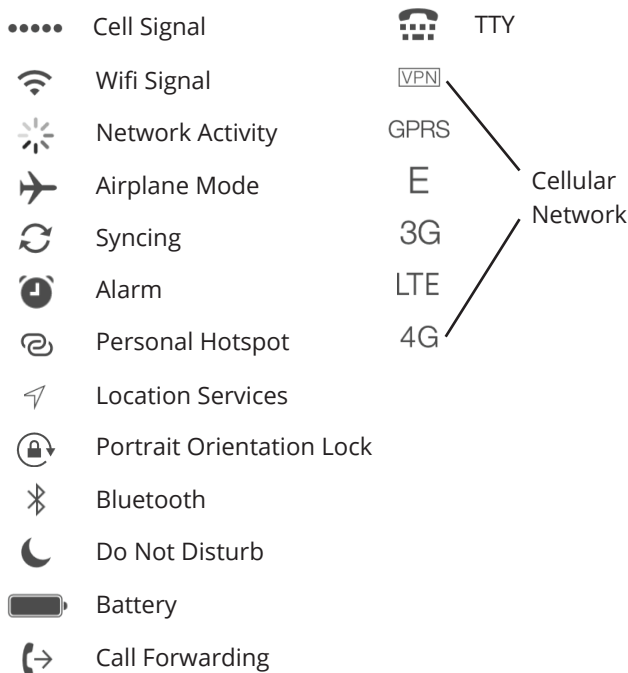 Cell Signal
Wifi Signal
Network Activity
Airplane Mode
Syncing
Alarm
Personal Hotspot
Location Services
Portrait Orientation Lock
Bluetooth
Do Not Disturb
Battery
Call Forwarding
TTY
VPN
GPRS
E
3G
LTE
4G
Cellular
Network